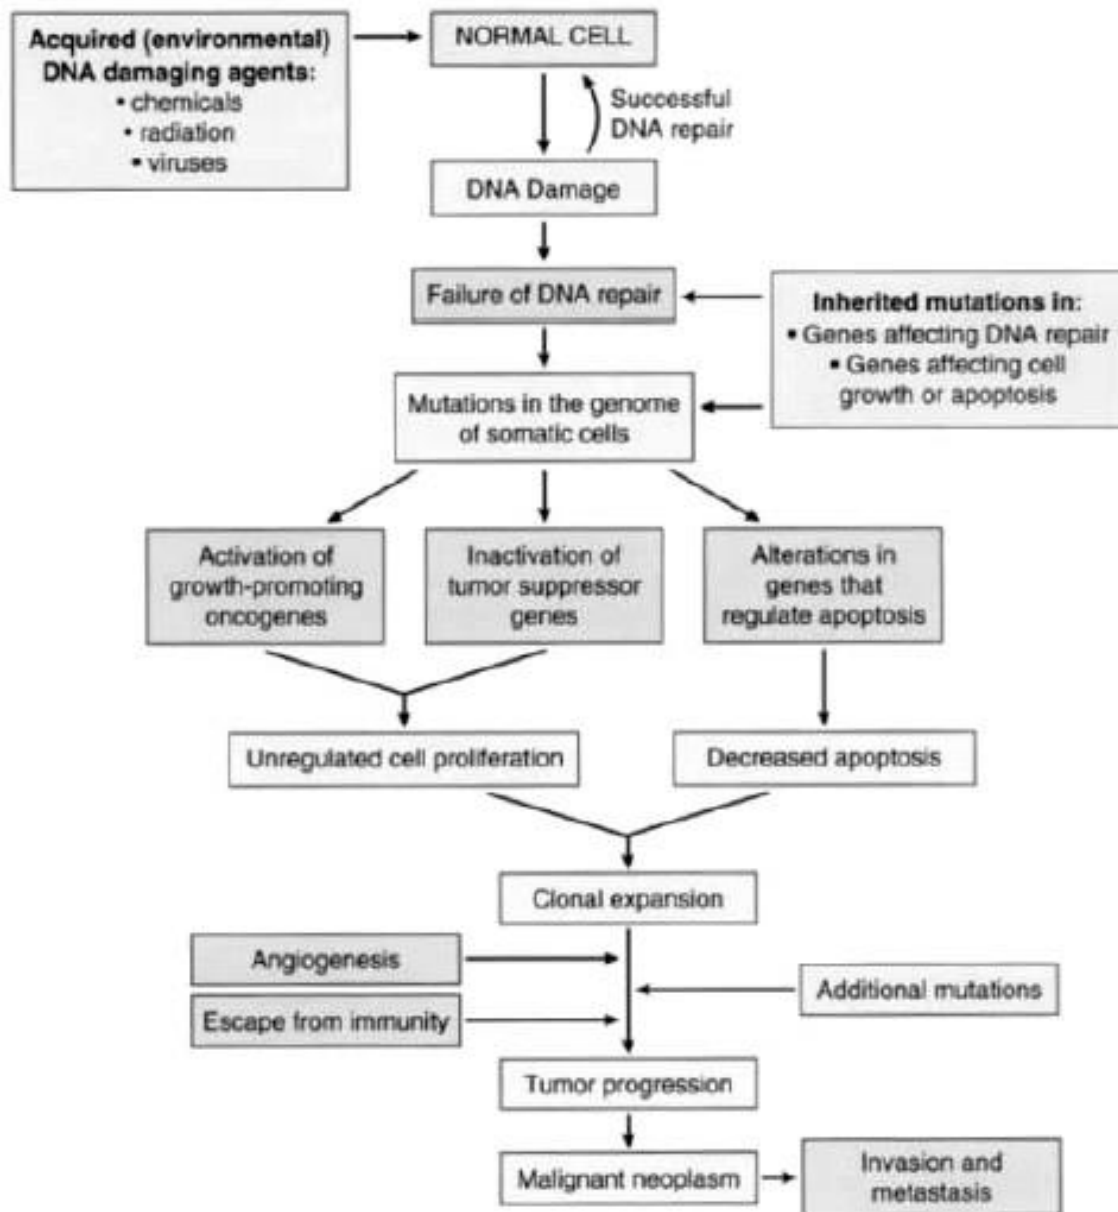 Acquired (environmental)
DNA damaging agents:
• chemicals
• radiation
• viruses
NORMAL CELL
Successful
DNA repair
DNA Damage
Failure of DNA repair
Inherited mutations in:
• Genes affecting DNA repair
• Genes affecting cell
growth or apoptosis
Mutations in the genome
of somatic cells
Activation of
growth-promoting
oncogenes
Inactivation of
tumor suppressor
genes
Alterations in
genes that
regulate apoptosis
Unregulated cell proliferation
Decreased apoptosis
Clonal expansion
Angiogenesis
Additional mutations
Escape from immunity
Tumor progression
Malignant neoplasm
Invasion and
metastasis